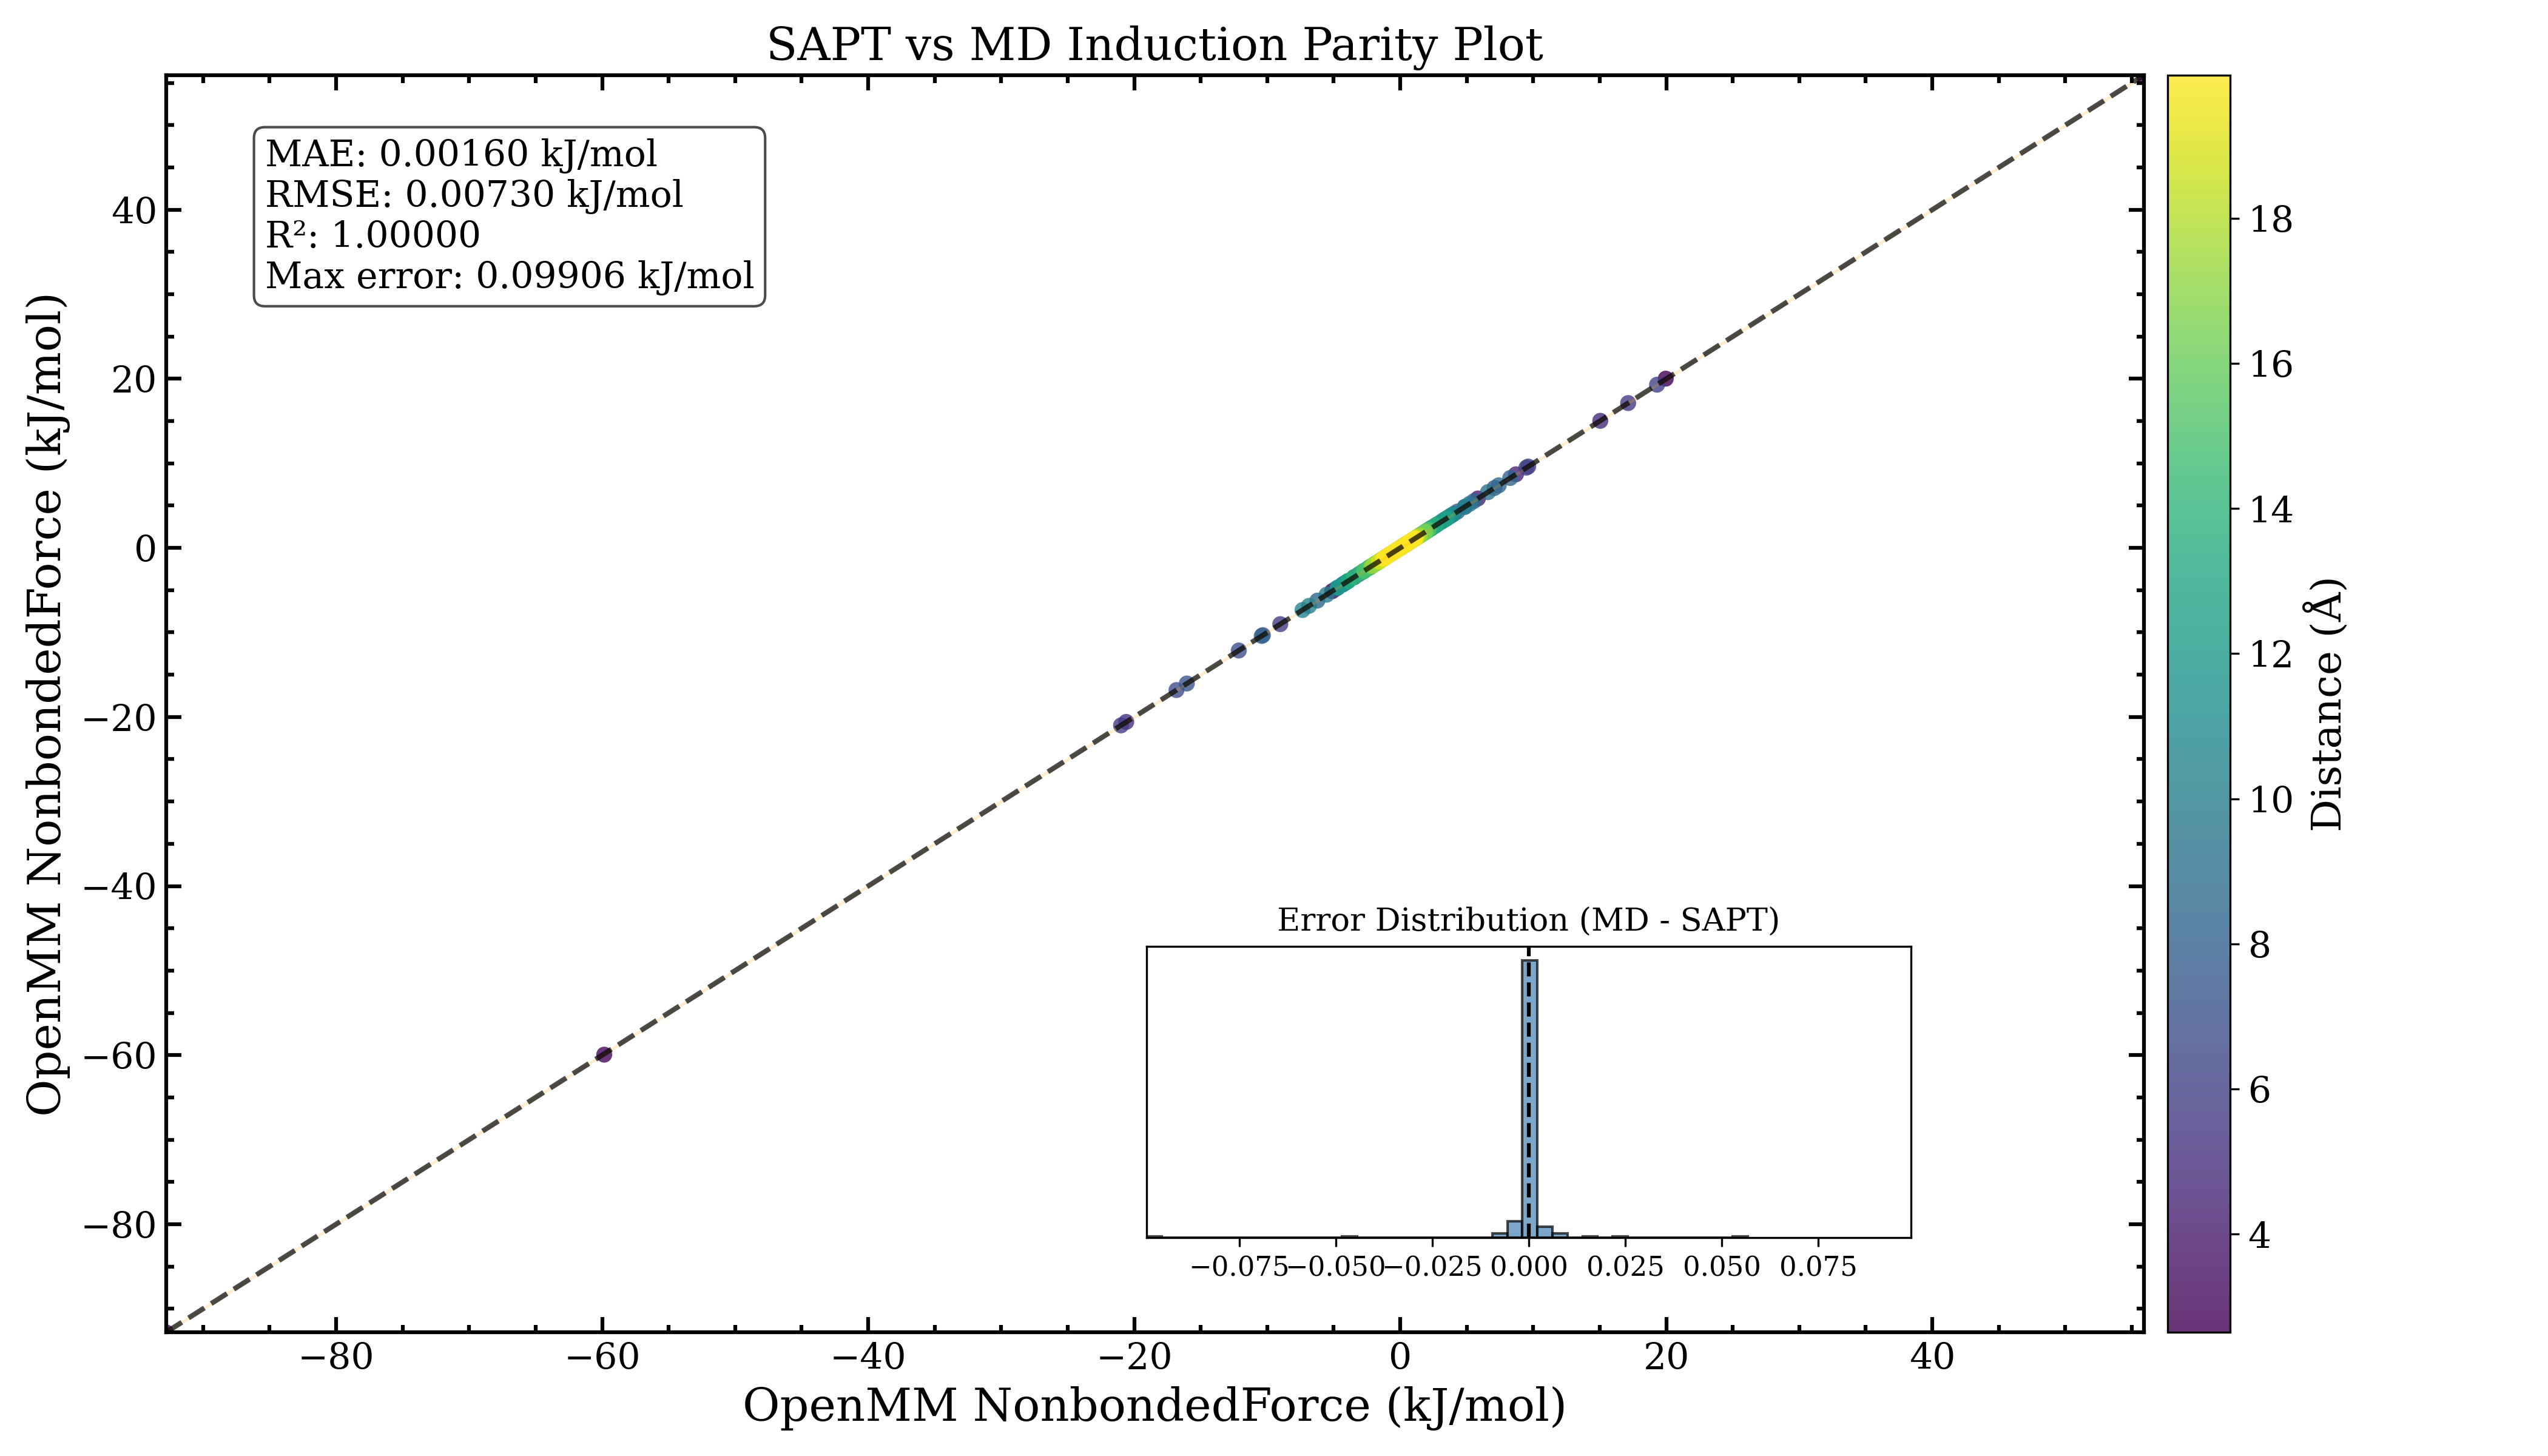 SAPT vs MD Induction Parity Plot
MAE: 0.00160 kJ/mol
RMSE: 0.00730 kJ/mol
R²: 1.00000
Max error: 0.09906 kJ/mol
OpenMM NonbondedForce (kJ/mol)
40
20
0
−20
−40
−60
−80
Error Distribution (MD - SAPT)
−0.075 −0.050 −0.025 0.000 0.025 0.050 0.075
−80 −60 −40 −20 0 20 40
OpenMM NonbondedForce (kJ/mol)
18
16
14
12
10
8
6
4
Distance (Å)